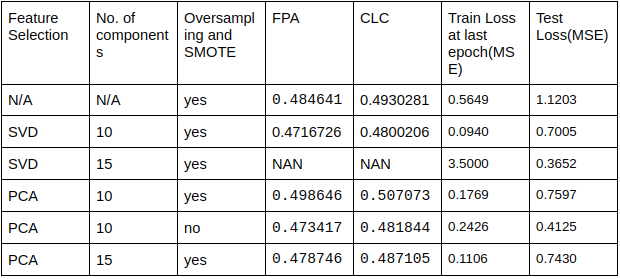 Feature Selection | No. of components | Oversampling and SMOTE | FPA | CLC | Train Loss at last epoch(MSE) | Test Loss(MSE)
N/A | N/A | yes | 0.484641 | 0.4930281 | 0.5649 | 1.1203
SVD | 10 | yes | 0.4716726 | 0.4800206 | 0.0940 | 0.7005
SVD | 15 | yes | NAN | NAN | 3.5000 | 0.3652
PCA | 10 | yes | 0.498646 | 0.507073 | 0.1769 | 0.7597
PCA | 10 | no | 0.473417 | 0.481844 | 0.2426 | 0.4125
PCA | 15 | yes | 0.478746 | 0.487105 | 0.1106 | 0.7430